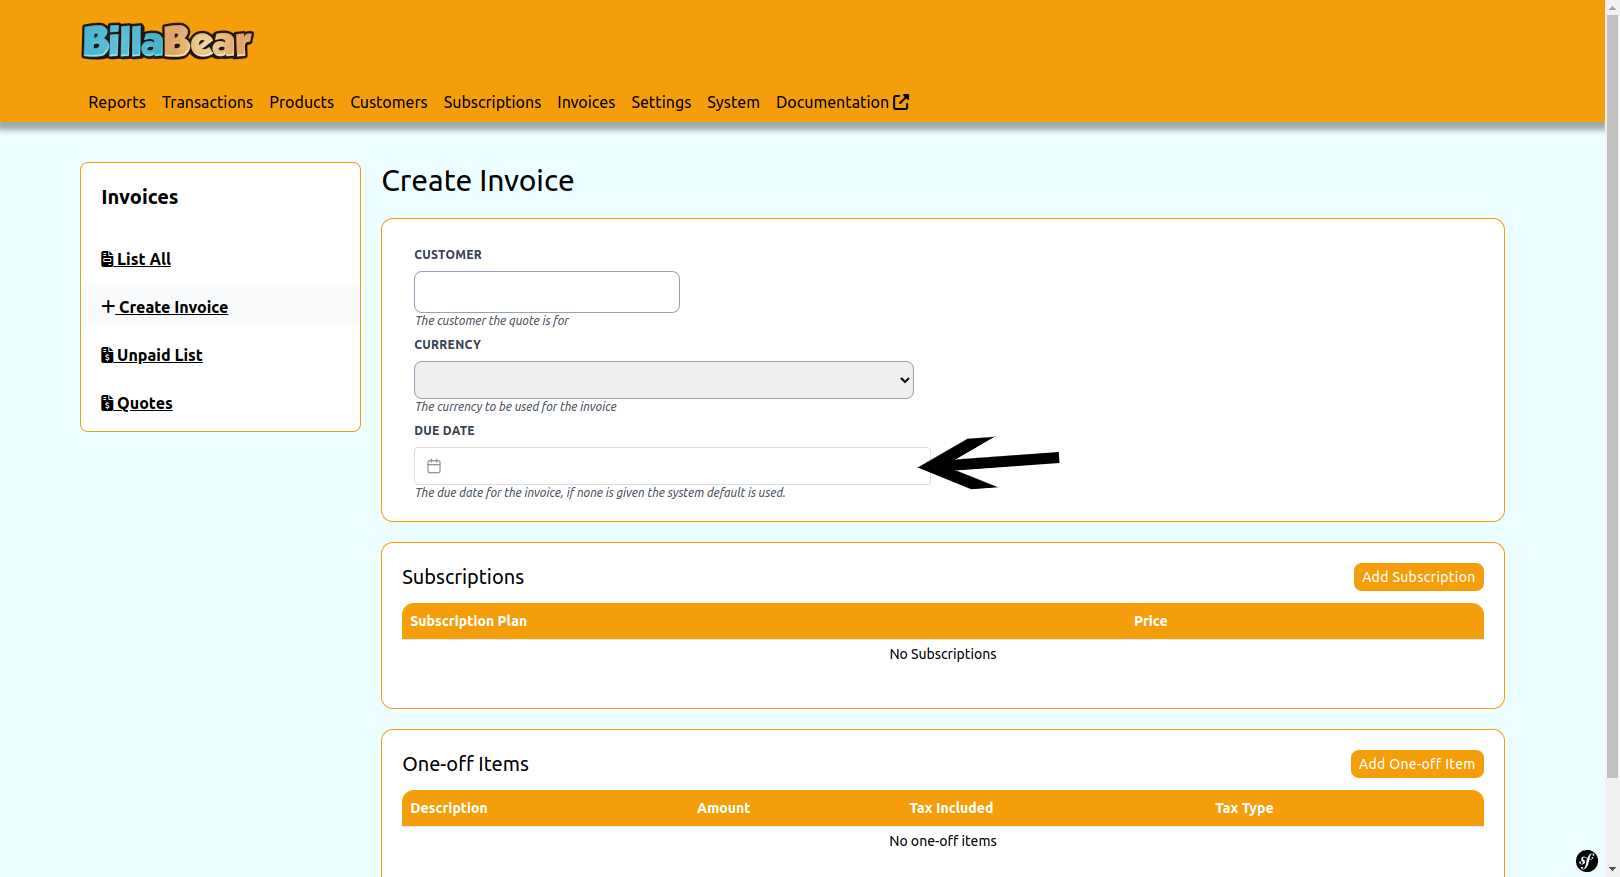 BillaBear
Reports Transactions Products Customers Subscriptions Invoices Settings System Documentation
Invoices
List All
Create Invoice
Unpaid List
Quotes
Create Invoice
CUSTOMER
The customer the quote is for
CURRENCY
The currency to be used for the invoice
DUE DATE
The due date for the invoice, if none is given the system default is used.
Subscriptions
Add Subscription
Subscription Plan Price
No Subscriptions
One-off Items
Add One-off Item
Description Amount Tax Included Tax Type
No one-off items
sf